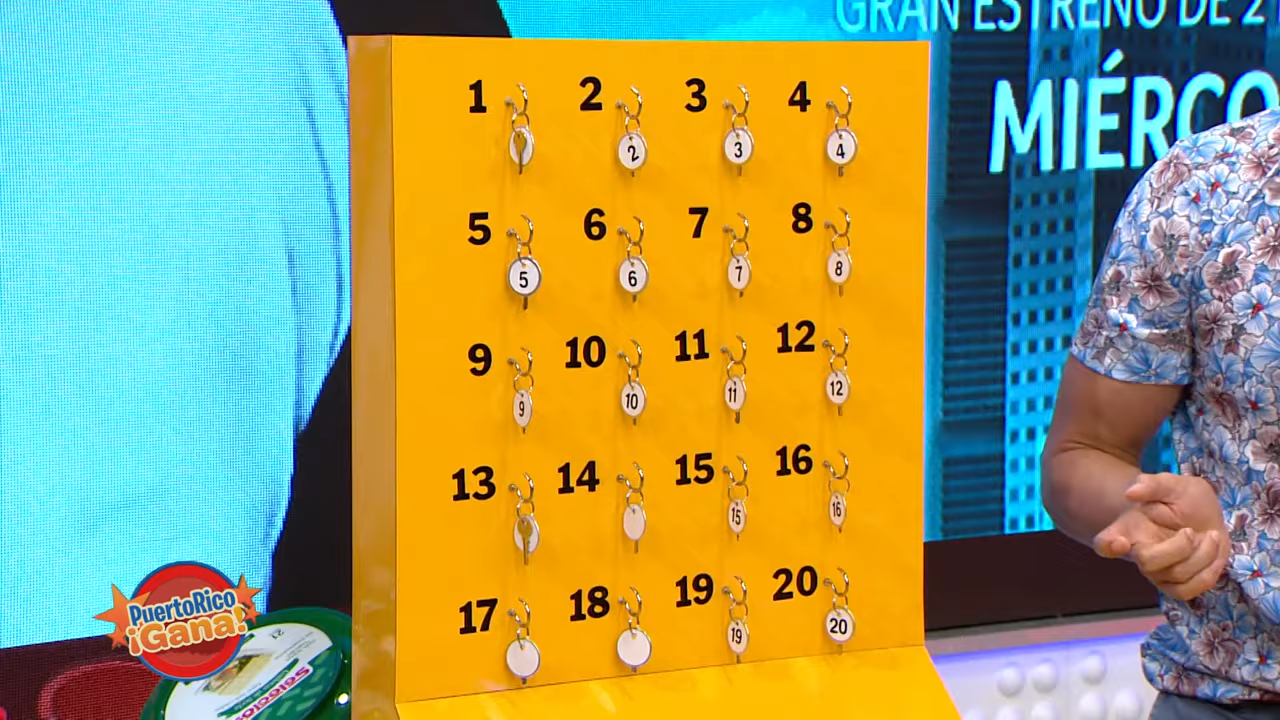 GRAN ESTRENO DE 2
MIÉRCO
1 2 3 4
2 3 4
5 6 7 8
5 6 7 8
9 10 11 12
9 10 11 12
13 14 15 16
15 16
17 18 19 20
19 20
PuertoRico
¡Gana!